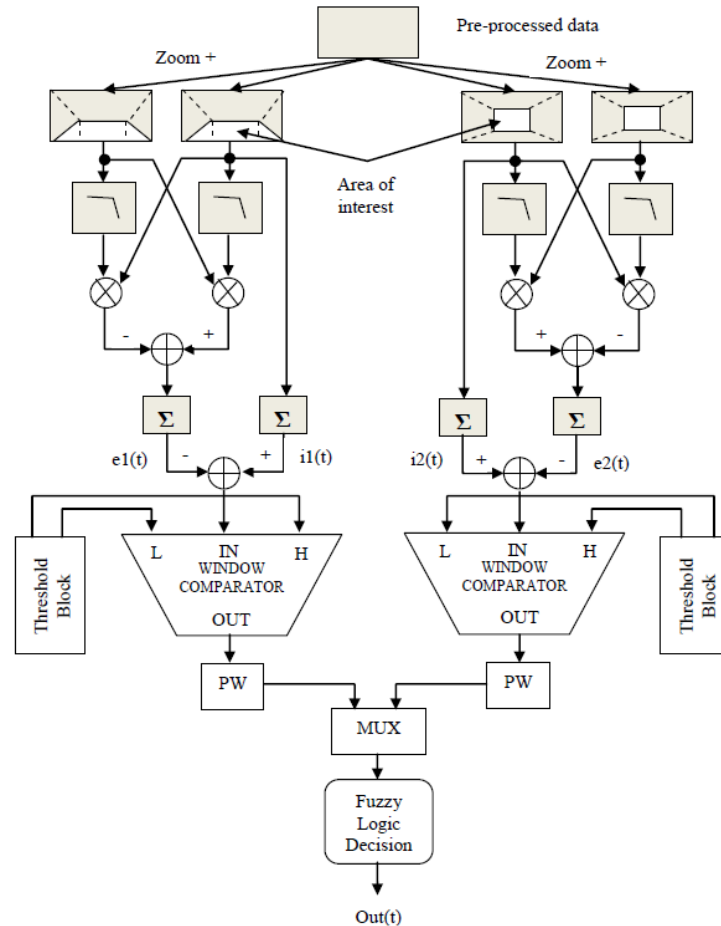 Pre-processed data
Zoom +
Zoom +
Area of
interest
-
+
+
-
Σ
Σ
Σ
Σ
e1(t)
-
+
i1(t)
i2(t)
+
-
e2(t)
Threshold
Block
L
IN
H
WINDOW
COMPARATOR
OUT
L
IN
H
WINDOW
COMPARATOR
OUT
Threshold
Block
PW
PW
MUX
Fuzzy
Logic
Decision
Out(t)